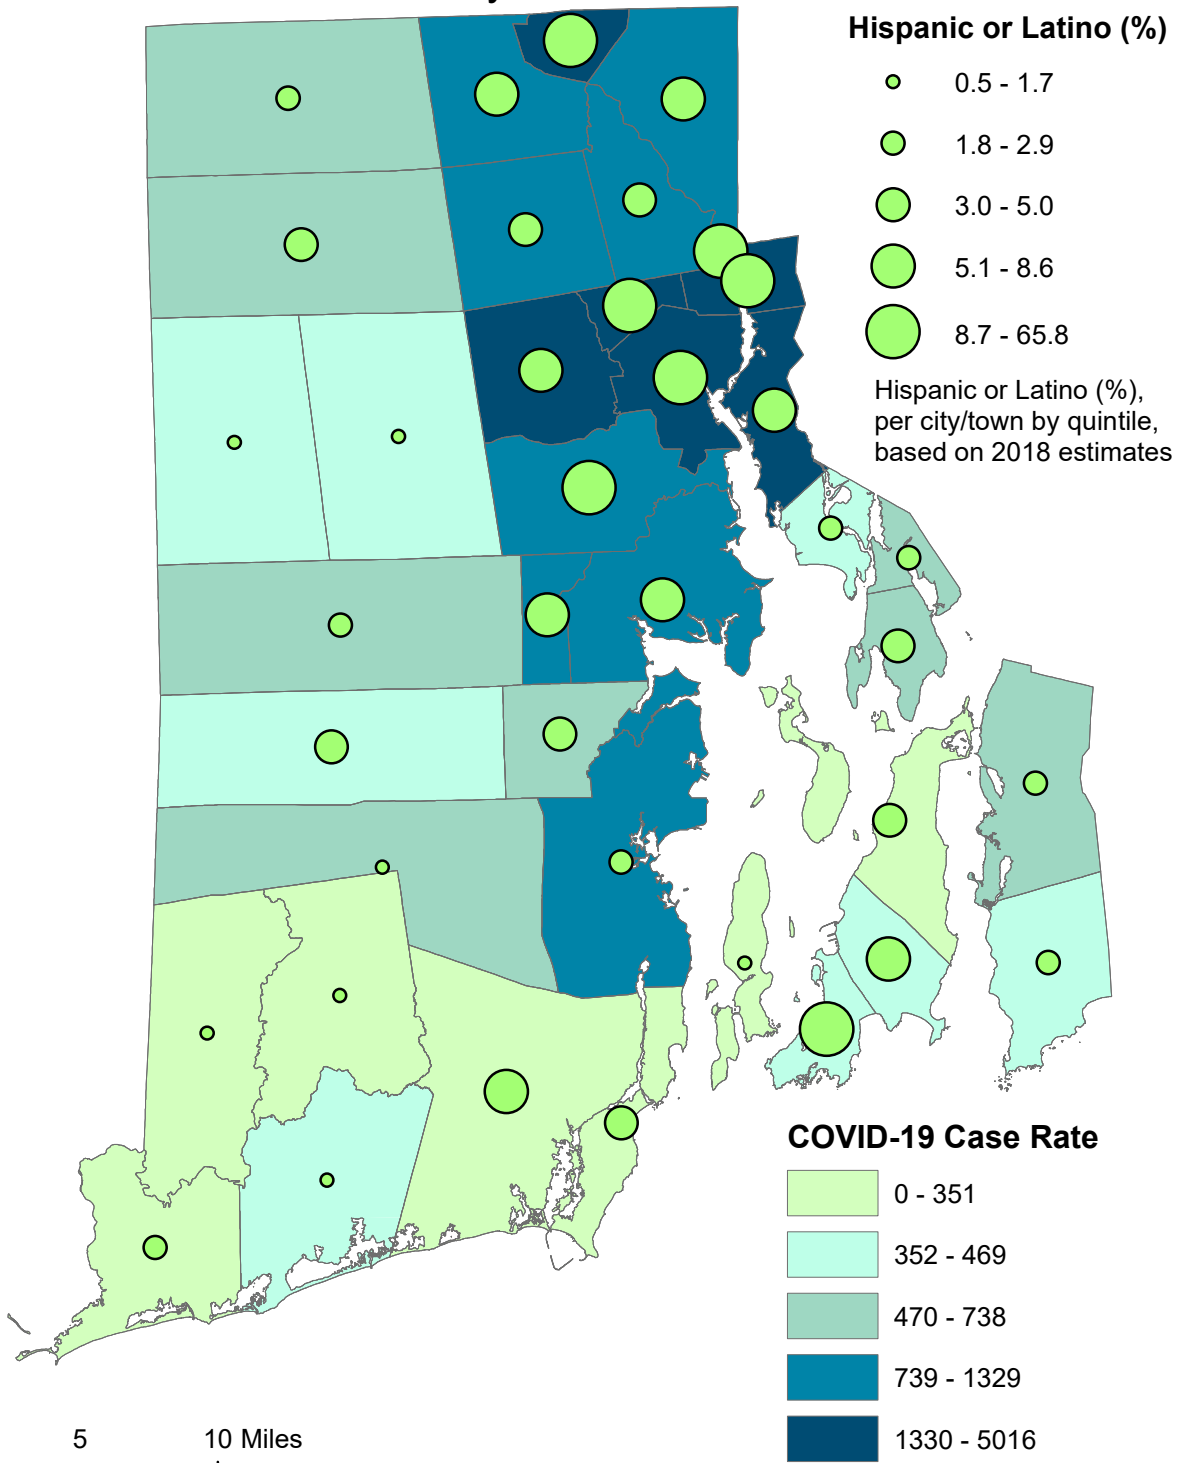 Hispanic or Latino (%)
0.5 - 1.7
1.8 - 2.9
3.0 - 5.0
5.1 - 8.6
8.7 - 65.8
Hispanic or Latino (%),
per city/town by quintile,
based on 2018 estimates
COVID-19 Case Rate
0 - 351
352 - 469
470 - 738
739 - 1329
1330 - 5016
5 10 Miles